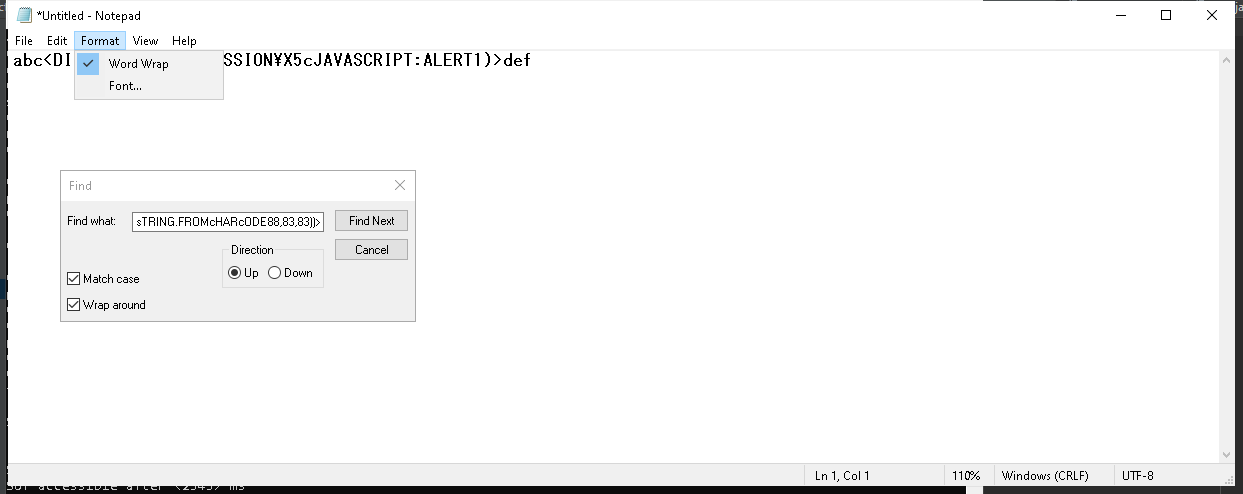 *Untitled - Notepad
File Edit Format View Help
abc<DI SSION¥X5cJAVASCRIPT:ALERT1)>def
Word Wrap
Font...
Find
Find what: sTRING.FROMcHARcODE88,83,83))> Find Next
Direction Cancel
Up Down
Match case
Wrap around
Ln 1, Col 1 110% Windows (CRLF) UTF-8